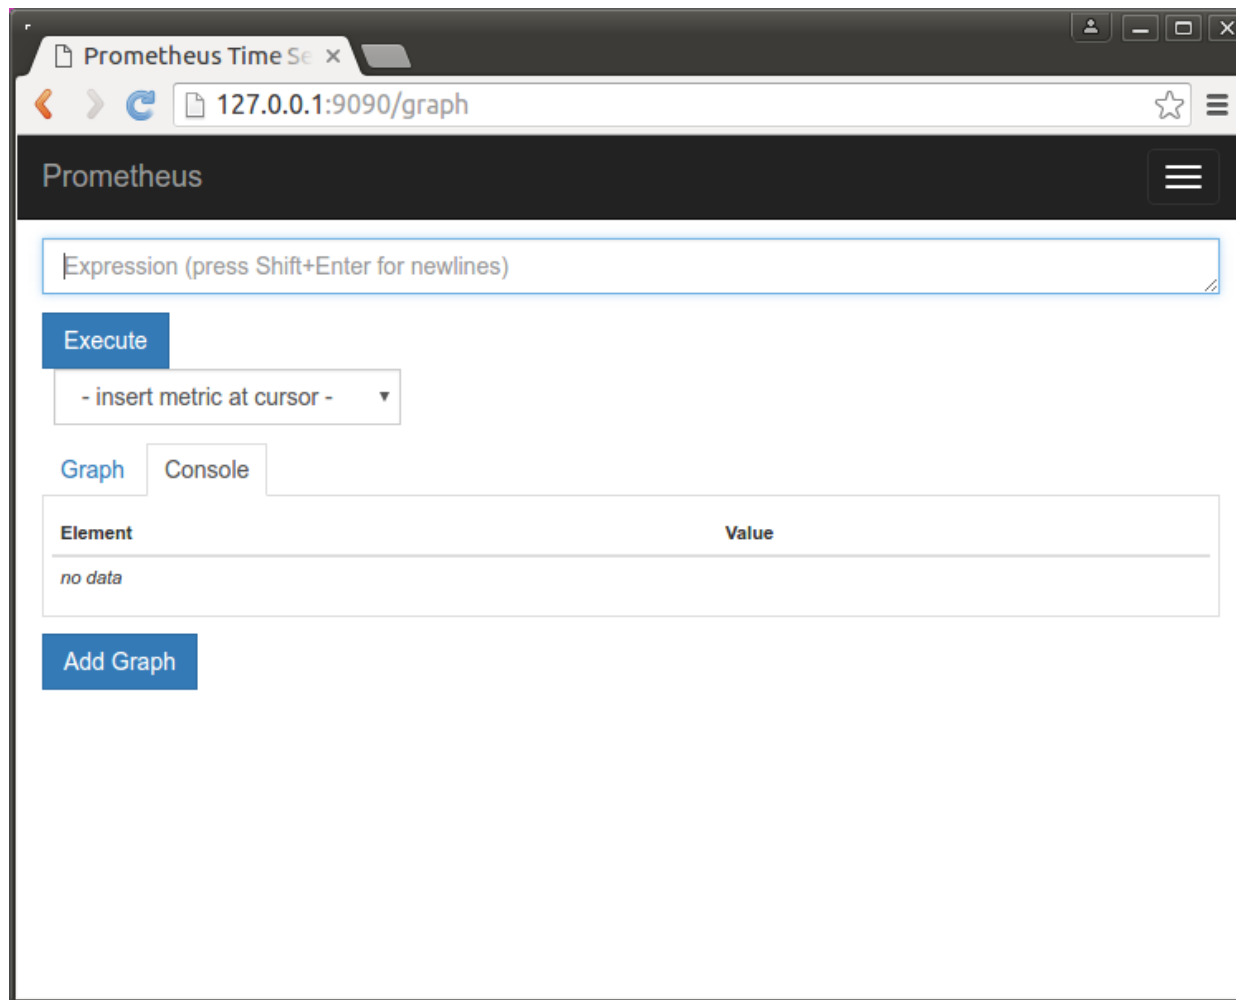 Prometheus Time Se
127.0.0.1:9090/graph
Prometheus
Expression (press Shift+Enter for newlines)
Execute
- insert metric at cursor -
Graph Console
Element Value
no data
Add Graph